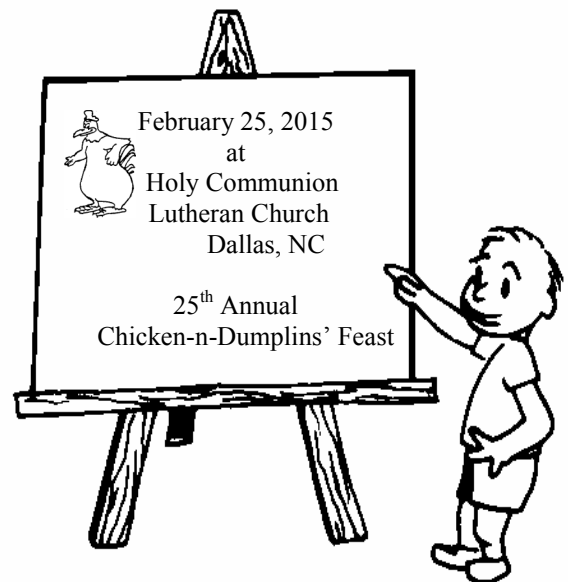 February 25, 2015
at
Holy Communion
Lutheran Church
Dallas, NC
25th Annual
Chicken-n-Dumplins’ Feast